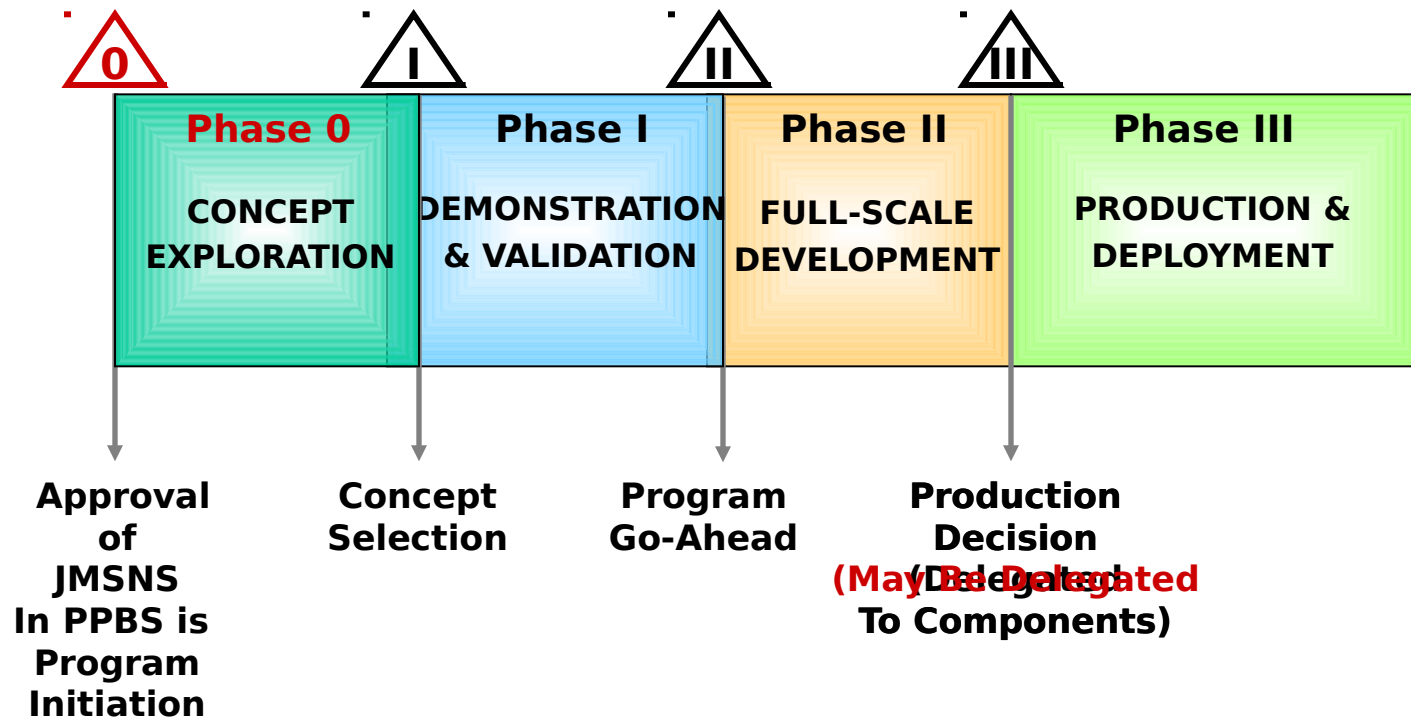 0
I
II
III
Phase 0
CONCEPT
EXPLORATION
Phase I
DEMONSTRATION
& VALIDATION
Phase II
FULL-SCALE
DEVELOPMENT
Phase III
PRODUCTION &
DEPLOYMENT
Approval
of
JMSNS
In PPBS is
Program
Initiation
Concept
Selection
Program
Go-Ahead
Production
Decision
(Delegated
(May Be Delegated
To Components)